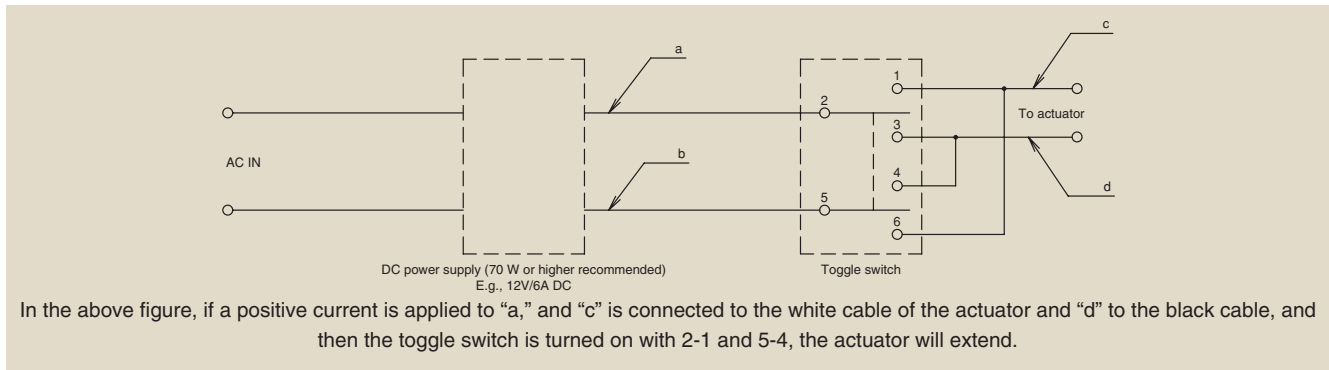 c
a
1
2
To actuator
3
AC IN
b
4
d
5
6
DC power supply (70 W or higher recommended)
E.g., 12V/6A DC
Toggle switch
In the above figure, if a positive current is applied to “a,” and “c” is connected to the white cable of the actuator and “d” to the black cable, and
then the toggle switch is turned on with 2-1 and 5-4, the actuator will extend.